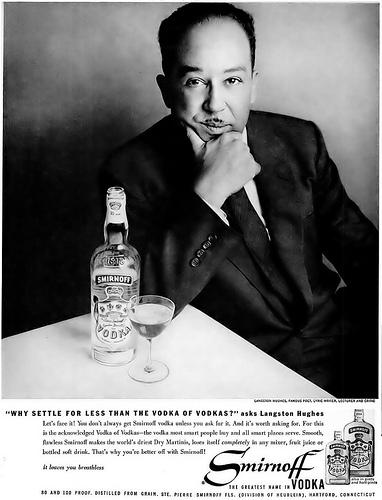 SMIRNOFF
VODKA
LANGSTON HUGHES, FAMOUS POET, LYRIC WRITER, LECTURER AND CRITIC
"WHY SETTLE FOR LESS THAN THE VODKA OF VODKAS?" asks Langston Hughes
Let's face it! You don't always get Smirnoff vodka unless you ask for it. And it's worth asking for. For this
is the acknowledged Vodka of Vodkas—the vodka most smart people buy and all smart places serve. Smooth,
flawless Smirnoff makes the world's driest Dry Martinis, loses itself completely in any mixer, fruit juice or
bottled soft drink. That's why you're better off with Smirnoff!
It leaves you breathless
Smirnoff
THE GREATEST NAME IN VODKA
also in pints
and half-pints
80 AND 100 PROOF. DISTILLED FROM GRAIN. STE. PIERRE SMIRNOFF FLS. (DIVISION OF HEUBLEIN), HARTFORD, CONNECTICUT